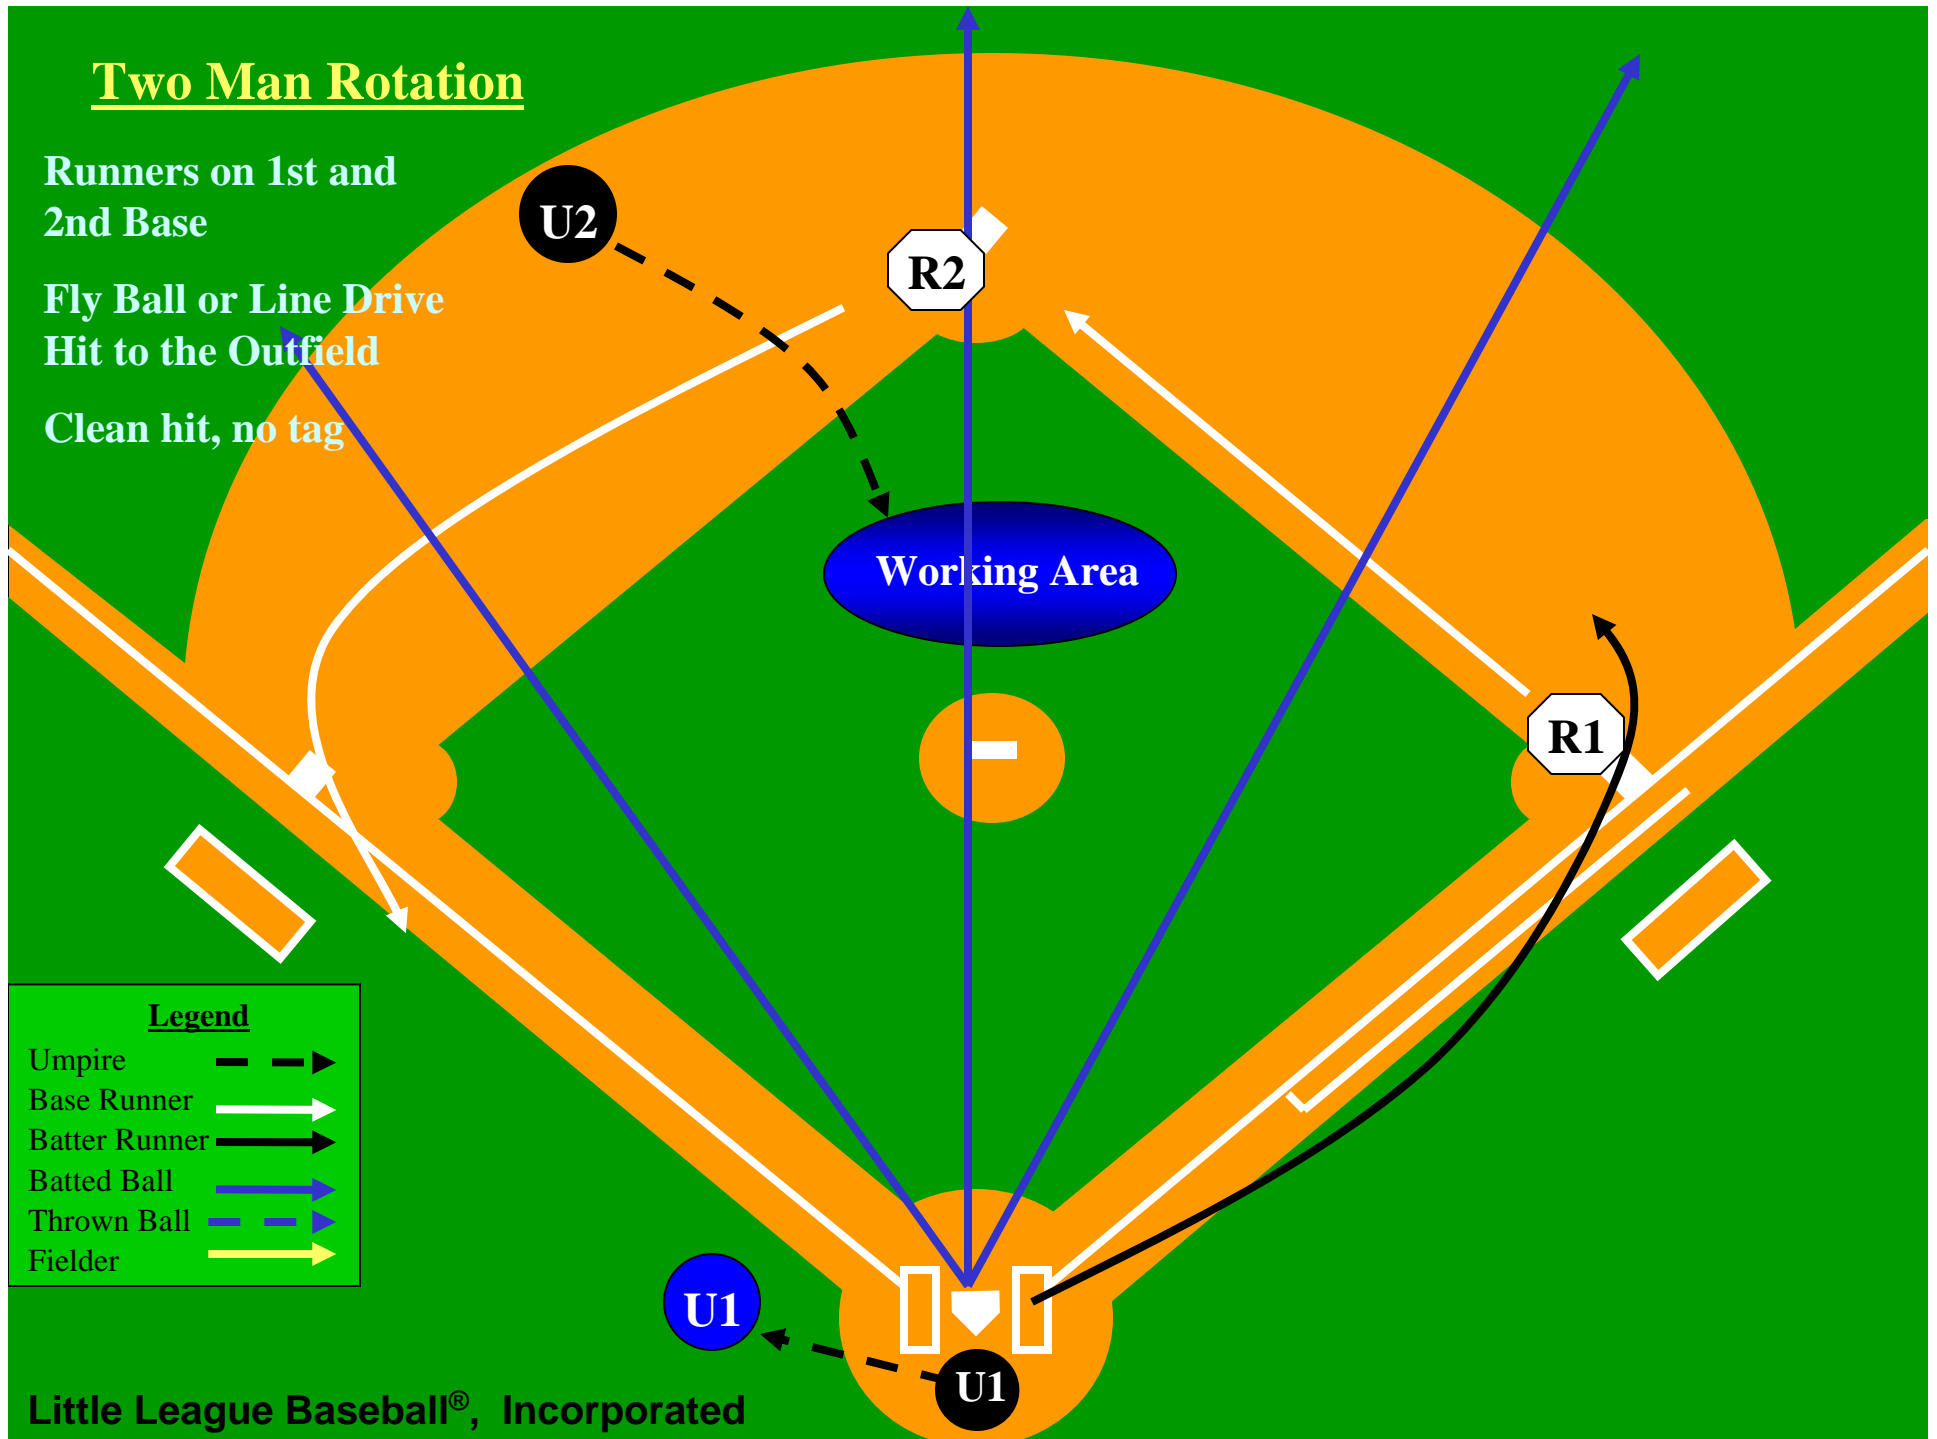 Two Man Rotation
Runners on 1st and
2nd Base
Fly Ball or Line Drive
Hit to the Outfield
Clean hit, no tag
U2
R2
Working Area
R1
Legend
Umpire
Base Runner
Batter Runner
Batted Ball
Thrown Ball
Fielder
U1
U1
Little League Baseball®, Incorporated